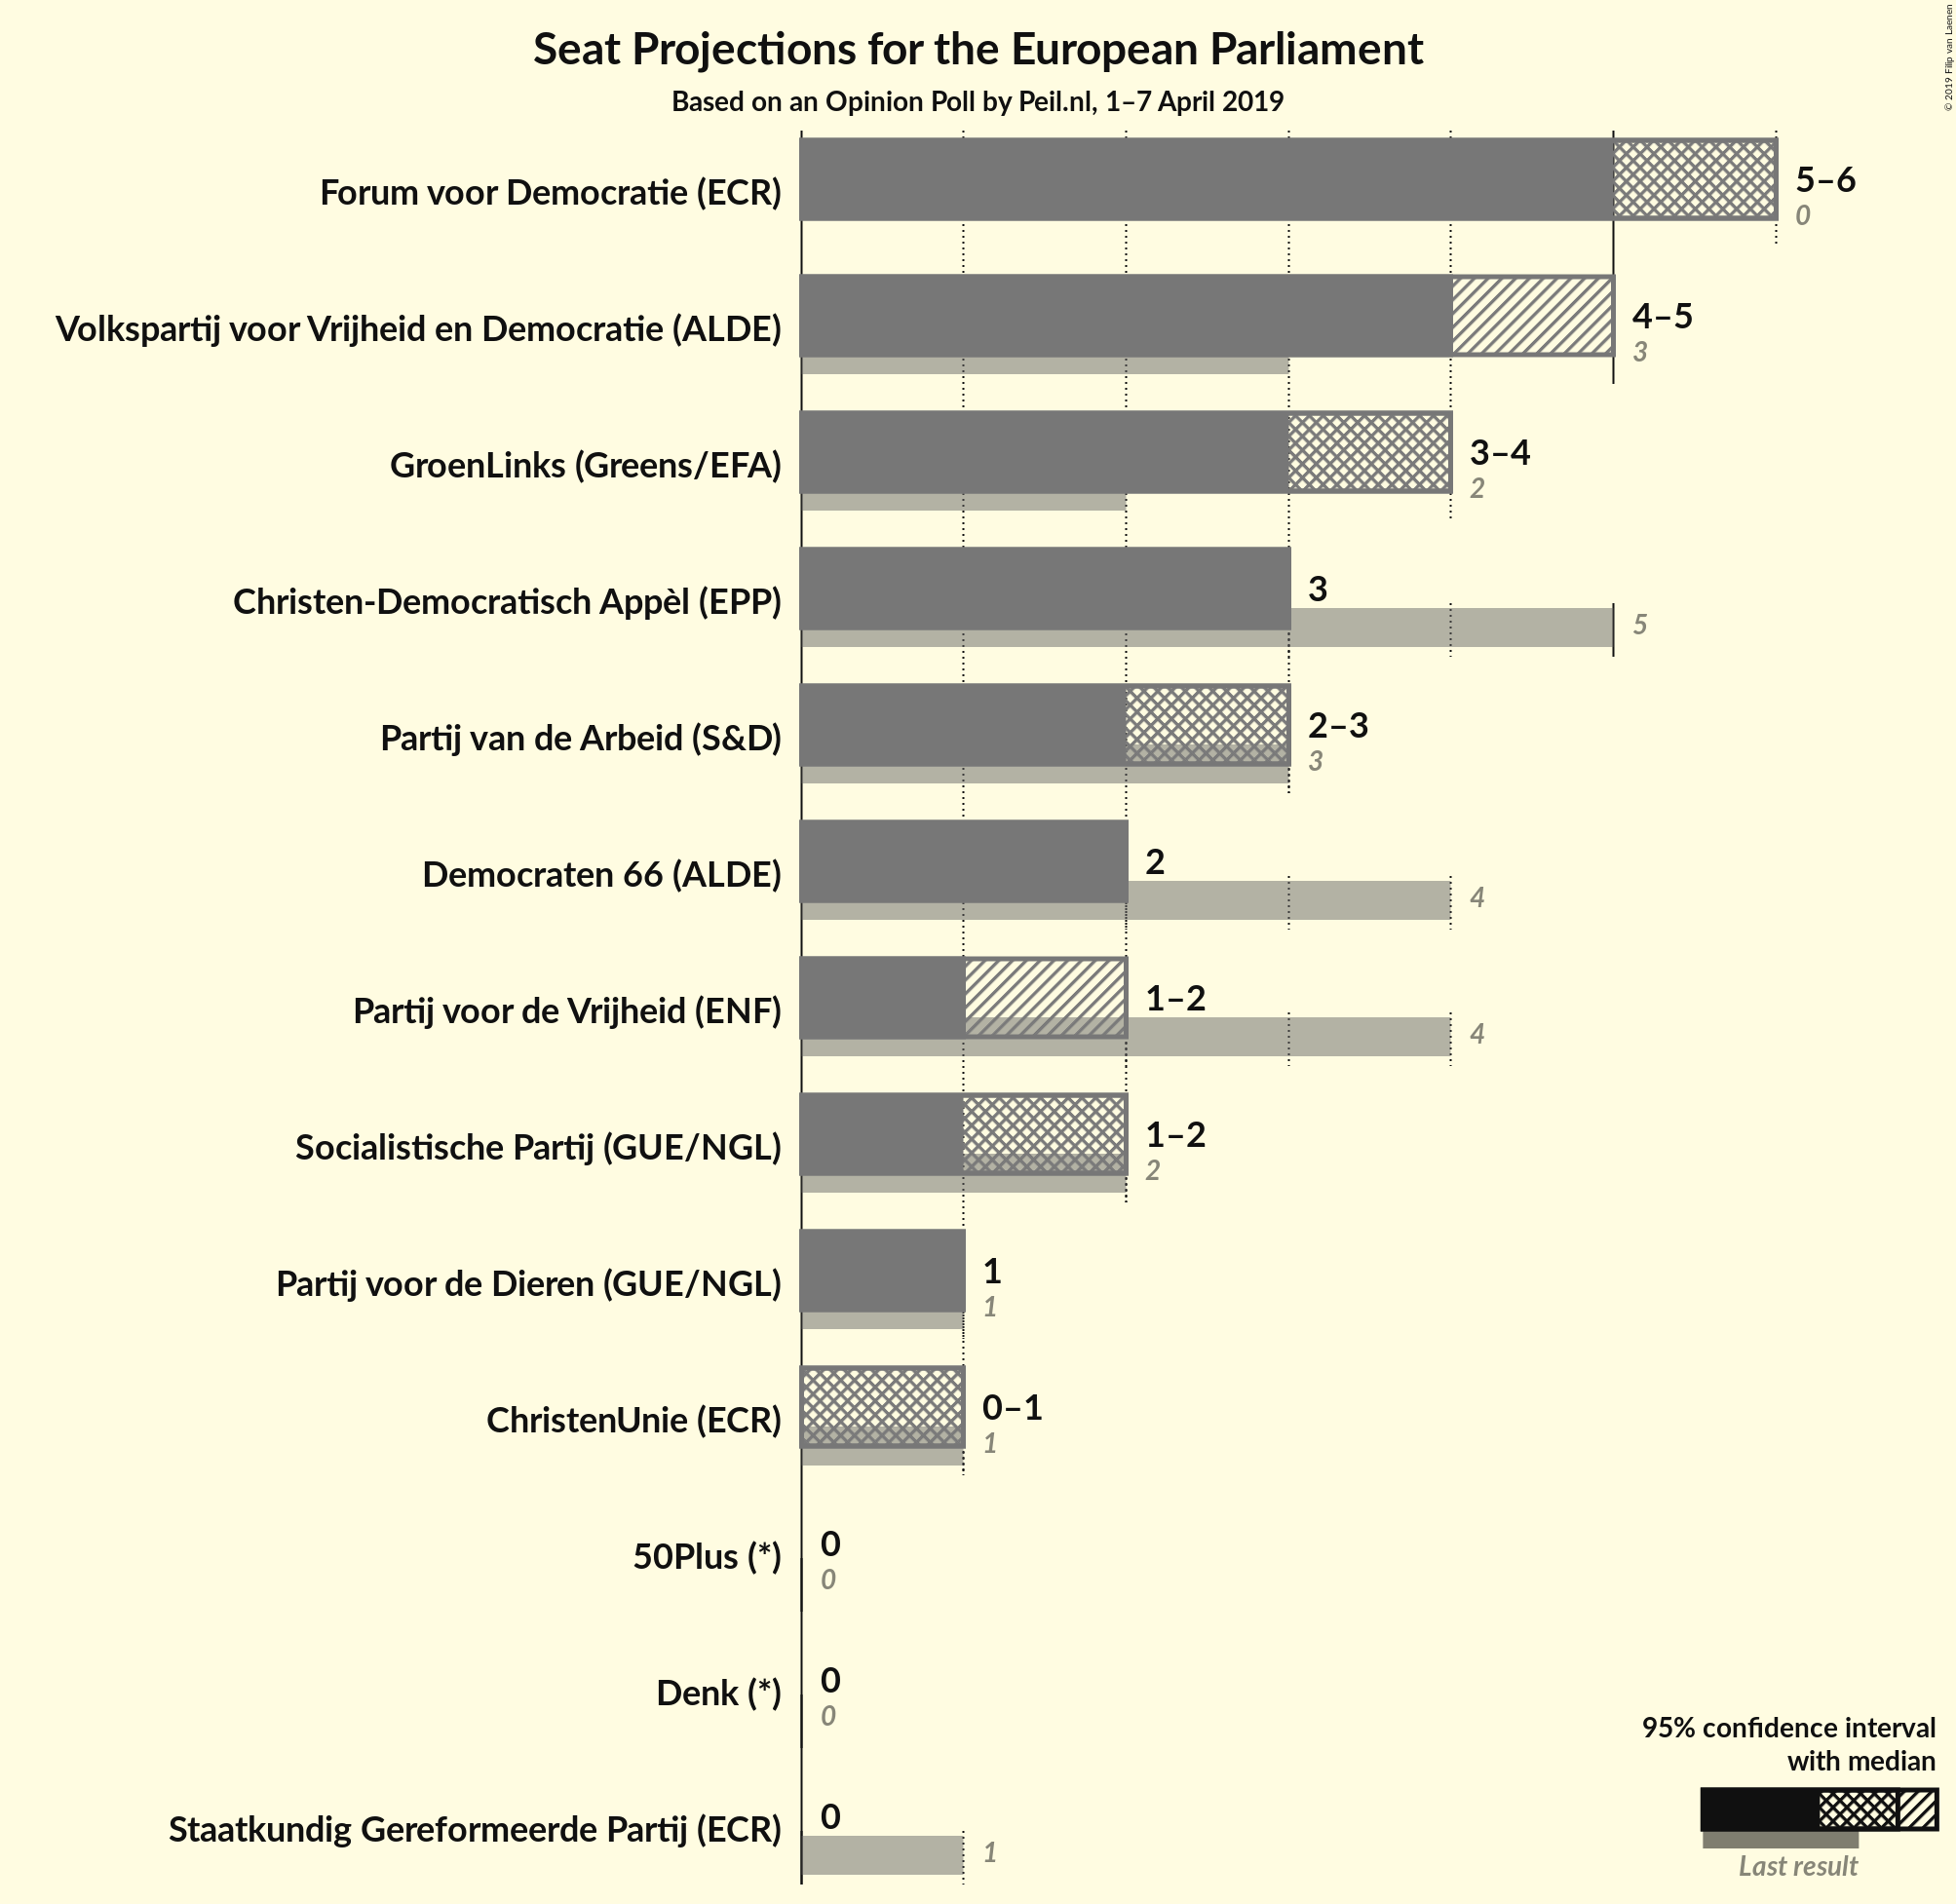 Seat Projections for the European Parliament
Based on an Opinion Poll by Peil.nl, 1–7 April 2019
© 2019 Filip van Laenen
Forum voor Democratie (ECR)
5–6
0
Volkspartij voor Vrijheid en Democratie (ALDE)
4–5
3
GroenLinks (Greens/EFA)
3–4
2
Christen-Democratisch Appèl (EPP)
3
5
Partij van de Arbeid (S&D)
2–3
3
Democraten 66 (ALDE)
2
4
Partij voor de Vrijheid (ENF)
1–2
4
Socialistische Partij (GUE/NGL)
1–2
2
Partij voor de Dieren (GUE/NGL)
1
1
ChristenUnie (ECR)
0–1
1
50Plus (*)
0
0
Denk (*)
0
0
Staatkundig Gereformeerde Partij (ECR)
0
1
95% confidence interval
with median
Last result